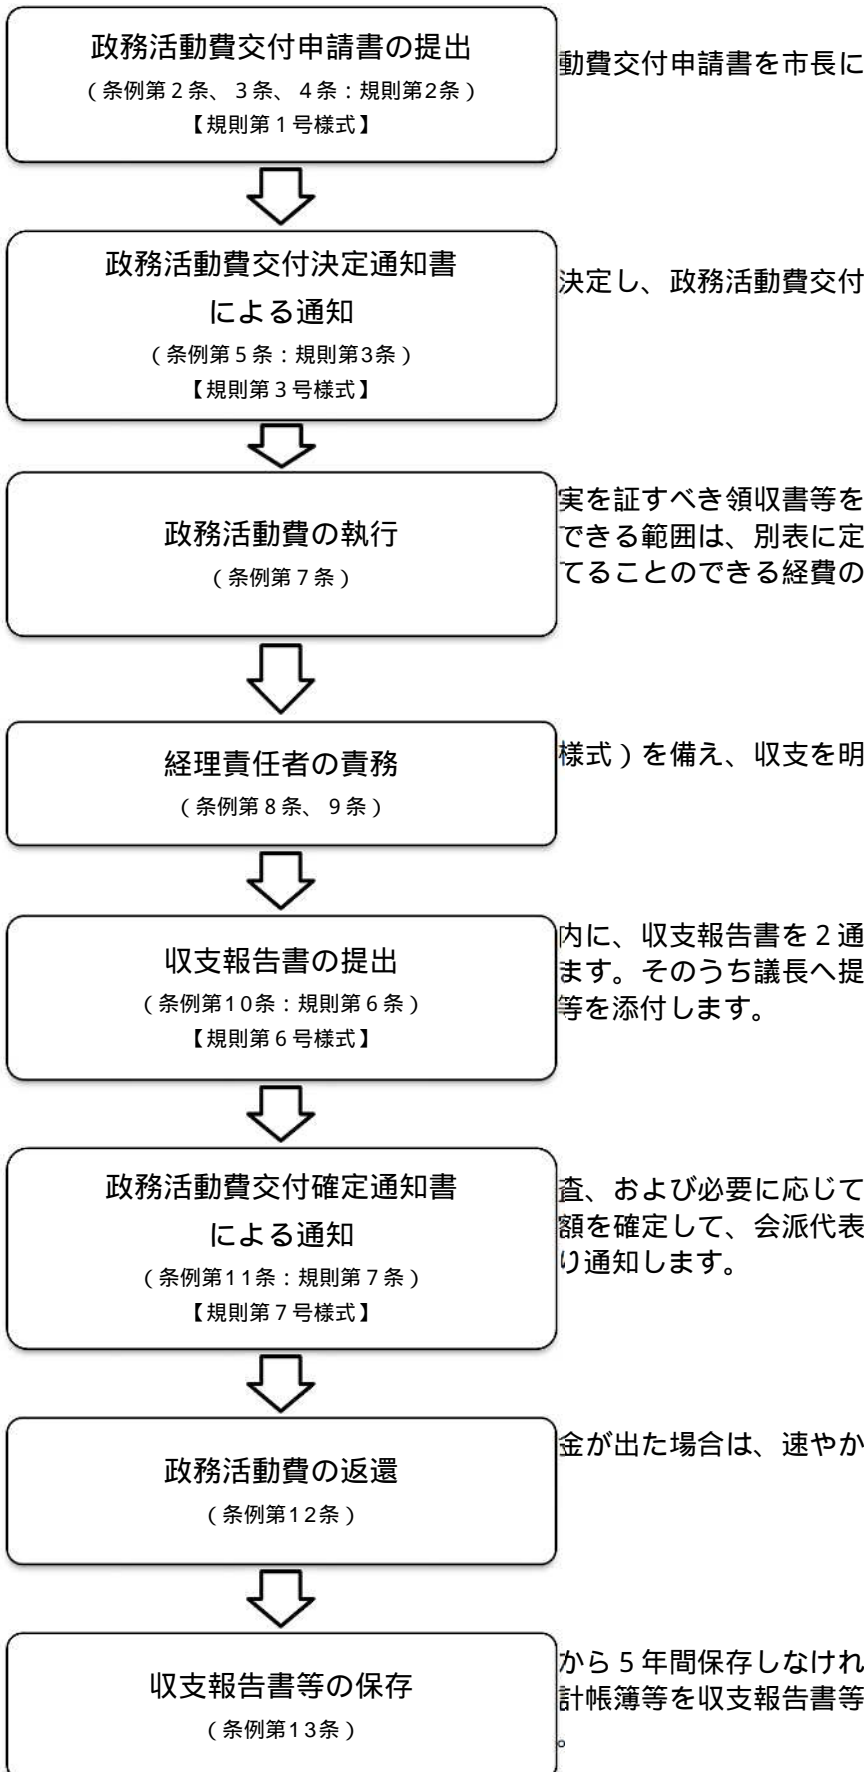 政務活動費交付申請書の提出
（条例第２条、３条、４条：規則第2条）
【規則第１号様式】
動費交付申請書を市長に
政務活動費交付決定通知書
による通知
（条例第５条：規則第3条）
【規則第３号様式】
決定し、政務活動費交付
政務活動費の執行
（条例第７条）
実を証すべき領収書等を
できる範囲は、別表に定
てることのできる経費の
経理責任者の責務
（条例第８条、９条）
様式）を備え、収支を明
収支報告書の提出
（条例第10条：規則第６条）
【規則第６号様式】
内に、収支報告書を２通
ます。そのうち議長へ提
等を添付します。
政務活動費交付確定通知書
による通知
（条例第11条：規則第７条）
【規則第７号様式】
査、および必要に応じて
額を確定して、会派代表
り通知します。
政務活動費の返還
（条例第12条）
金が出た場合は、速やか
収支報告書等の保存
（条例第13条）
から５年間保存しなけれ
計帳簿等を収支報告書等
。